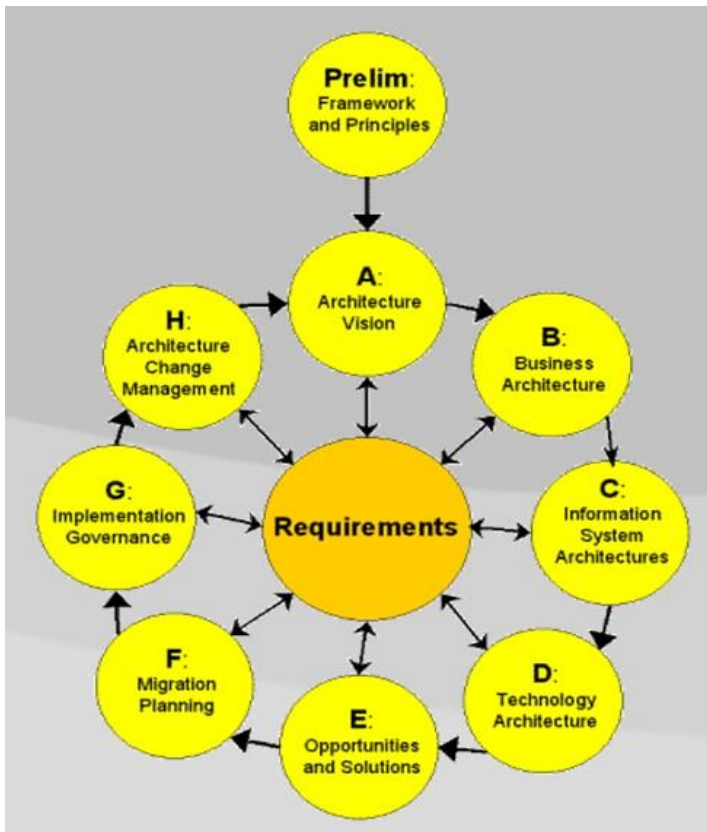 Prelim:
Framework
and Principles
A:
Architecture
Vision
H:
Architecture
Change
Management
B:
Business
Architecture
G:
Implementation
Governance
Requirements
C:
Information
System
Architectures
F:
Migration
Planning
E:
Opportunities
and Solutions
D:
Technology
Architecture